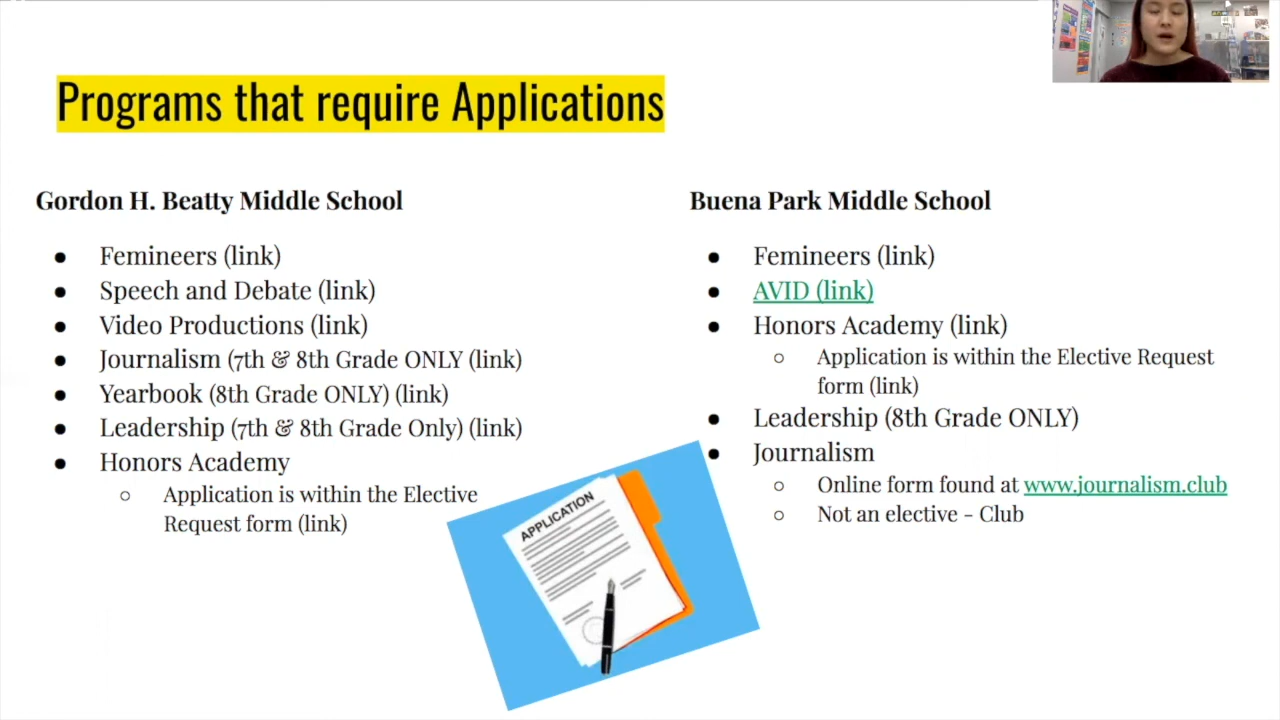 Programs that require Applications
Gordon H. Beatty Middle School
● Femineers (link)
● Speech and Debate (link)
● Video Productions (link)
● Journalism (7th & 8th Grade ONLY (link)
● Yearbook (8th Grade ONLY) (link)
● Leadership (7th & 8th Grade Only) (link)
● Honors Academy
○ Application is within the Elective
Request form (link)
Buena Park Middle School
● Femineers (link)
● AVID (link)
● Honors Academy (link)
○ Application is within the Elective Request
form (link)
● Leadership (8th Grade ONLY)
● Journalism
○ Online form found at www.journalism.club
○ Not an elective - Club
APPLICATION